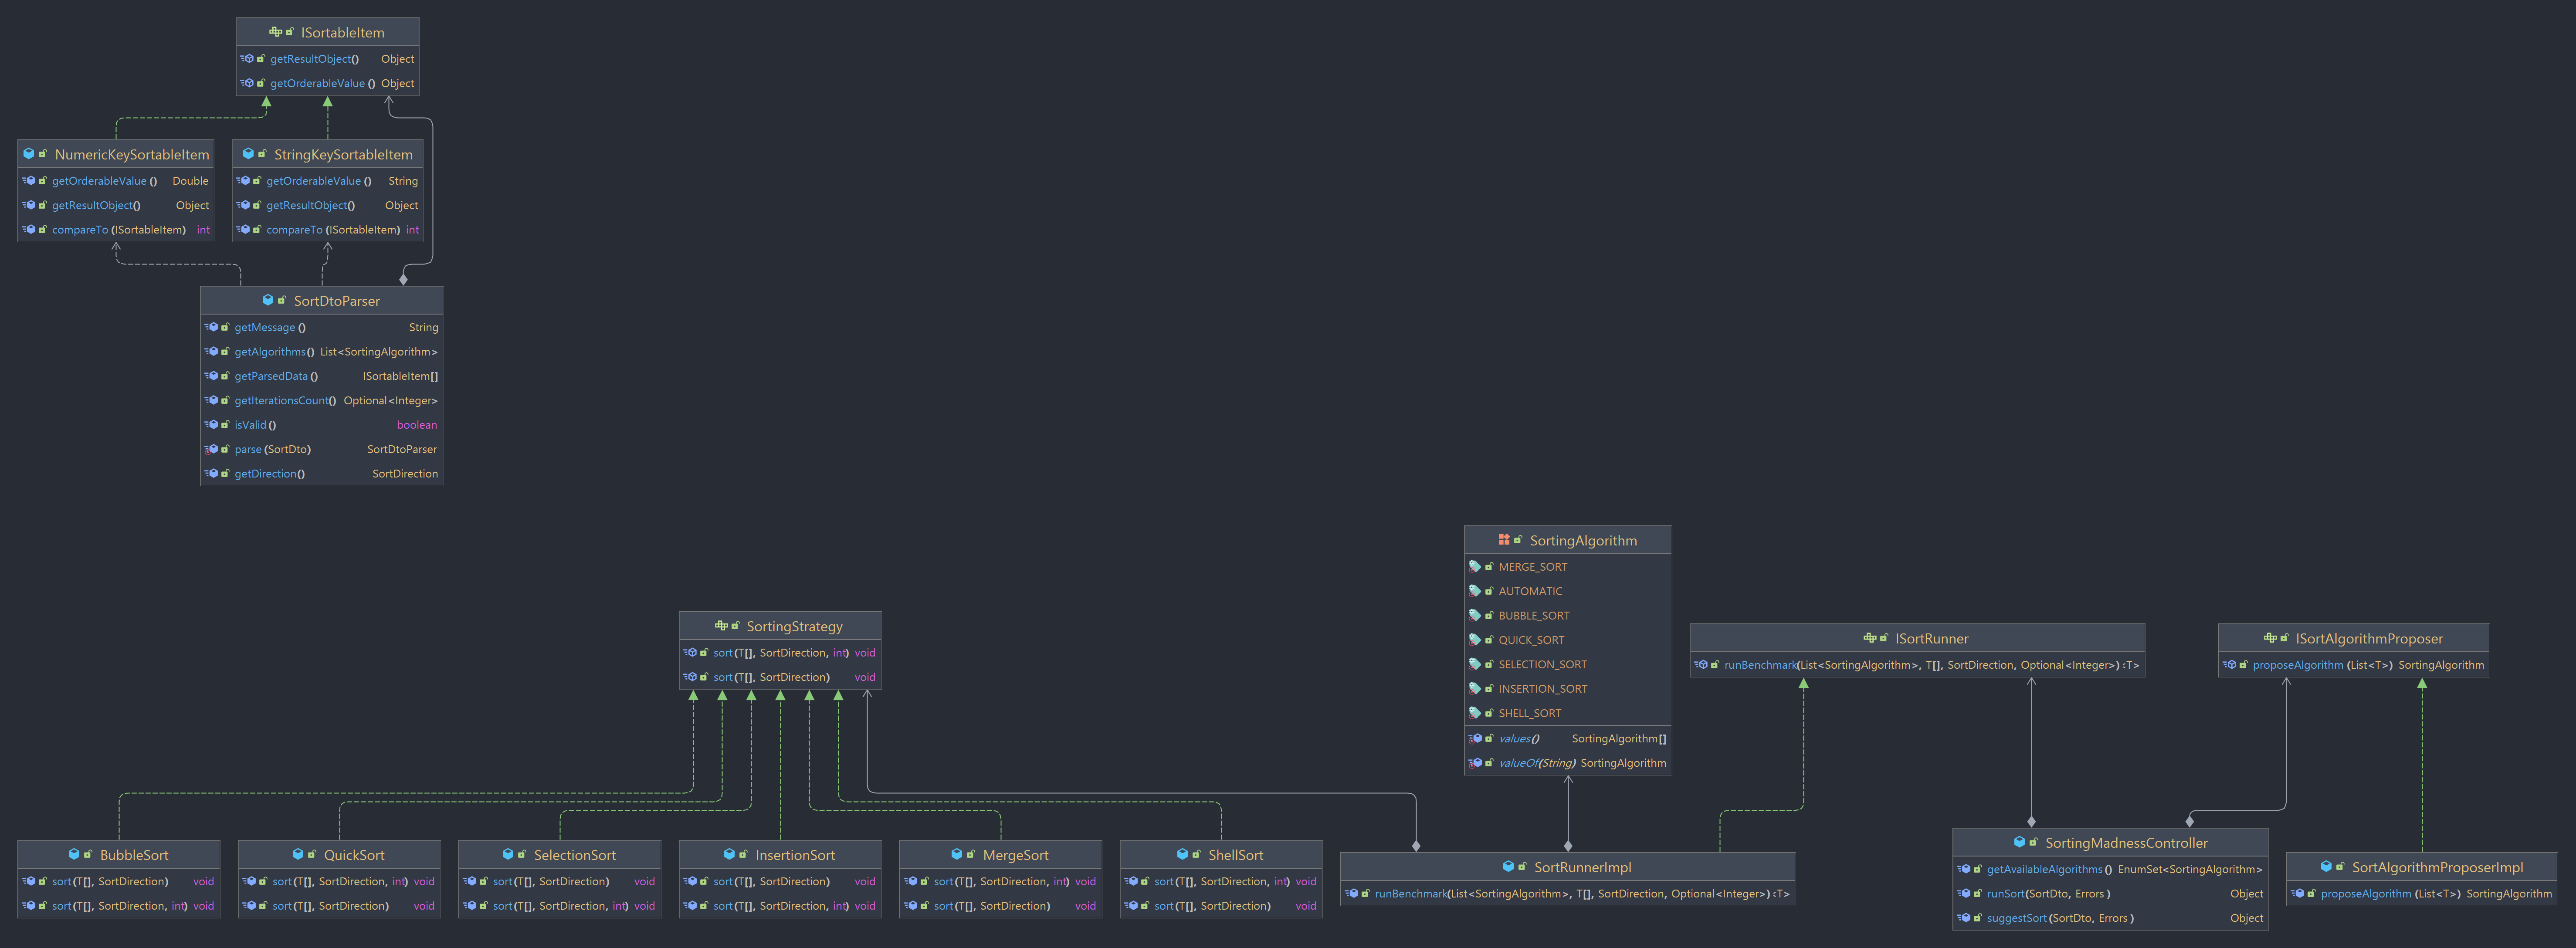 ISortableItem
getResultObject() Object
getOrderableValue () Object
NumericKeySortableItem
getOrderableValue () Double
getResultObject() Object
compareTo (ISortableItem) int
StringKeySortableItem
getOrderableValue () String
getResultObject() Object
compareTo (ISortableItem) int
SortDtoParser
getMessage () String
getAlgorithms() List<SortingAlgorithm>
getParsedData () ISortableItem[]
getIterationsCount() Optional<Integer>
isValid () boolean
parse (SortDto) SortDtoParser
getDirection() SortDirection
SortingStrategy
sort(T[], SortDirection, int) void
sort(T[], SortDirection) void
SortingAlgorithm
MERGE_SORT
AUTOMATIC
BUBBLE_SORT
QUICK_SORT
SELECTION_SORT
INSERTION_SORT
SHELL_SORT
values() SortingAlgorithm[]
valueOf(String) SortingAlgorithm
ISortRunner
runBenchmark(List<SortingAlgorithm>, T[], SortDirection, Optional<Integer>):T>
ISortAlgorithmProposer
proposeAlgorithm (List<T>) SortingAlgorithm
BubbleSort
sort(T[], SortDirection) void
sort(T[], SortDirection, int) void
QuickSort
sort(T[], SortDirection, int) void
sort(T[], SortDirection) void
SelectionSort
sort(T[], SortDirection) void
sort(T[], SortDirection, int) void
InsertionSort
sort(T[], SortDirection) void
sort(T[], SortDirection, int) void
MergeSort
sort(T[], SortDirection, int) void
sort(T[], SortDirection) void
ShellSort
sort(T[], SortDirection, int) void
sort(T[], SortDirection) void
SortRunnerImpl
runBenchmark(List<SortingAlgorithm>, T[], SortDirection, Optional<Integer>):T>
SortingMadnessController
getAvailableAlgorithms () EnumSet<SortingAlgorithm>
runSort(SortDto, Errors ) Object
suggestSort (SortDto, Errors ) Object
SortAlgorithmProposerImpl
proposeAlgorithm (List<T>) SortingAlgorithm